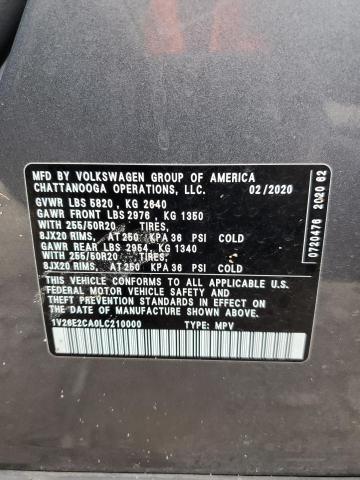 MFD BY VOLKSWAGEN GROUP OF AMERICA
CHATTANOOGA OPERATIONS, LLC. 02/2020
GVWR LBS 5820, KG 2640
GAWR FRONT LBS 2976, KG 1350
WITH 255/50R20 TIRES,
8JX20 RIMS, AT 250 KPA 36 PSI COLD
GAWR REAR LBS 2954, KG 1340
WITH 255/50R20 TIRES,
8JX20 RIMS, AT 250 KPA 36 PSI COLD
THIS VEHICLE CONFORMS TO ALL APPLICABLE U.S.
FEDERAL MOTOR VEHICLE SAFETY, BUMPER, AND
THEFT PREVENTION STANDARDS IN EFFECT ON
THE DATE OF MANUFACTURE SHOWN ABOVE.
1V26E2CA0LC210000 TYPE: MPV
0720476 2020 62